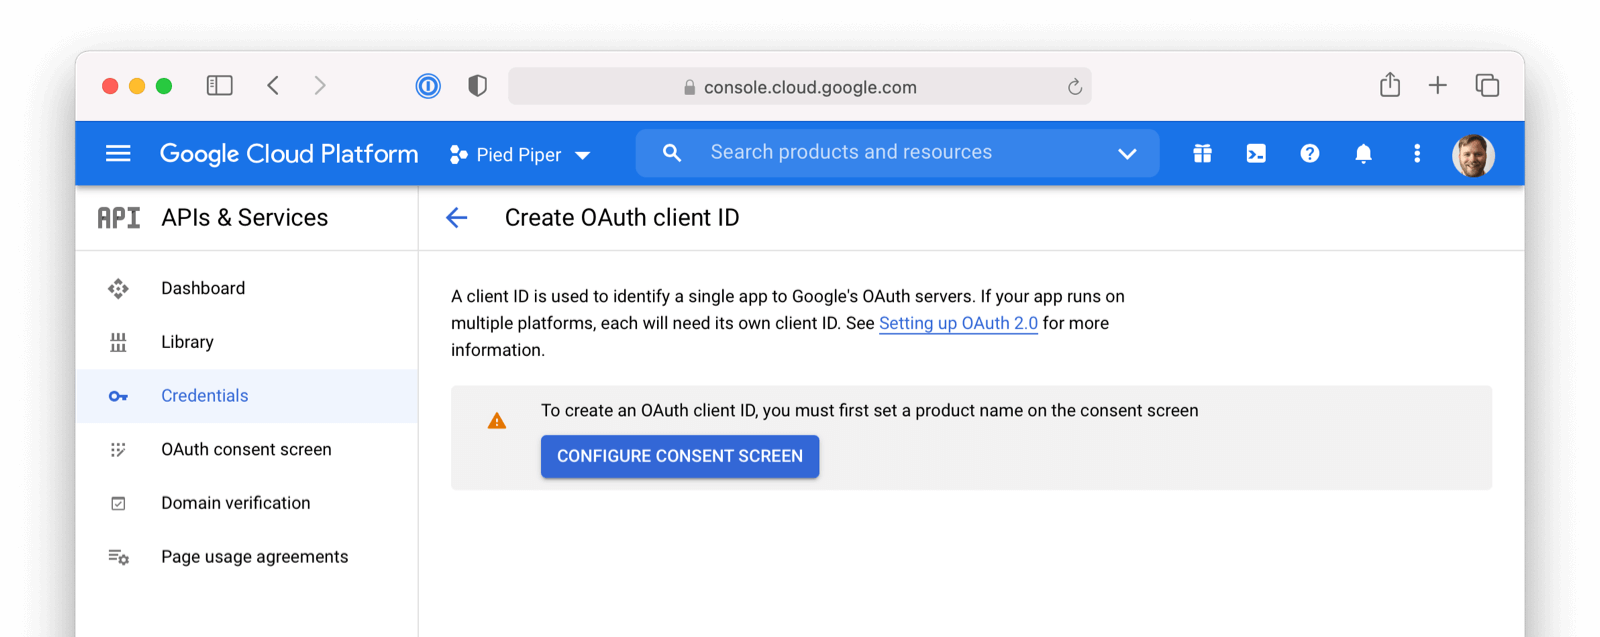 console.cloud.google.com
Google Cloud Platform
Pied Piper
Search products and resources
API
APIs & Services
Create OAuth client ID
Dashboard
Library
Credentials
OAuth consent screen
Domain verification
Page usage agreements
A client ID is used to identify a single app to Google's OAuth servers. If your app runs on
multiple platforms, each will need its own client ID. See Setting up OAuth 2.0 for more
information.
To create an OAuth client ID, you must first set a product name on the consent screen
CONFIGURE CONSENT SCREEN